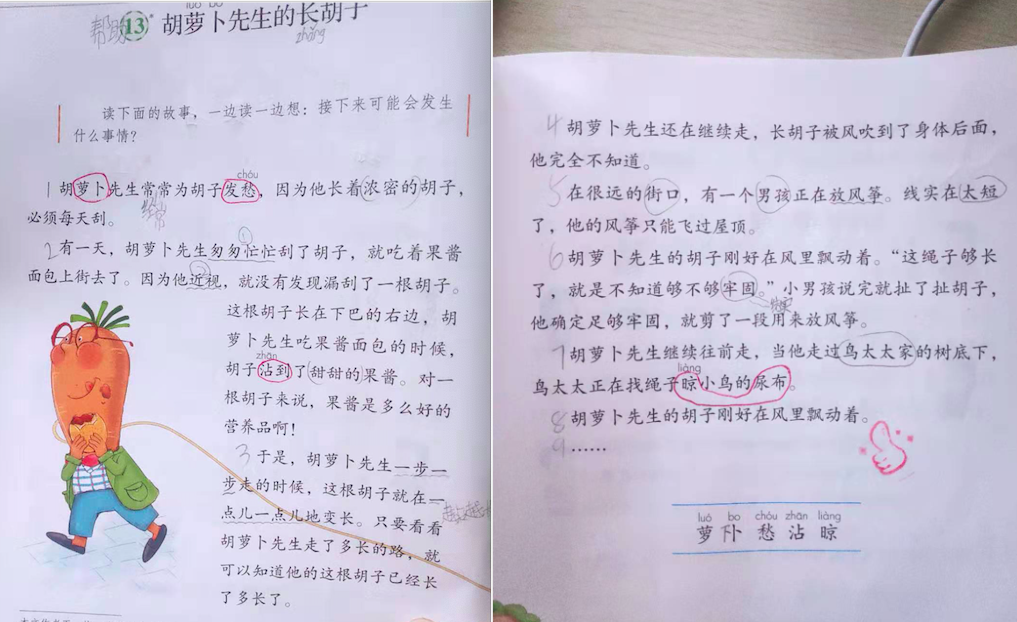 帮助
luó bo
13 胡萝卜先生的长胡子
zhǎng
读下面的故事，一边读一边想：接下来可能会发生
什么事情？
chóu
1 胡萝卜先生常常为胡子发愁，因为他长着浓密的胡子，
必须每天刮。
经常
①
2 有一天，胡萝卜先生匆匆忙忙刮了胡子，就吃着果酱
面包上街去了。因为他近视，就没有发现漏刮了一根胡子。
②
这根胡子长在下巴的右边，胡
萝卜先生吃果酱面包的时候，
zhān
胡子沾到了（甜甜的）果酱。对一
根胡子来说，果酱是多么好的
营养品啊！
3 于是，胡萝卜先生一步一
步走的时候，这根胡子就在一
点儿一点儿地变长。只要看看
胡萝卜先生走了多长的路，就
可以知道他的这根胡子已经长
了多长了。
4 胡萝卜先生还在继续走，长胡子被风吹到了身体后面，
他完全不知道。
5 在很远的街口，有一个男孩正在放风筝。线实在太短
了，他的风筝只能飞过屋顶。
6 胡萝卜先生的胡子刚好在风里飘动着。“这绳子够长
了，就是不知道够不够牢固。”小男孩说完就扯了扯胡子，
他确定足够牢固，就剪了一段用来放风筝。
7 胡萝卜先生继续往前走，当他走过鸟太太家的树底下，
liàng
鸟太太正在找绳子晾小鸟的尿布。
8 胡萝卜先生的胡子刚好在风里飘动着。
9 ……
luó bo chóu zhān liàng
萝 卜 愁 沾 晾